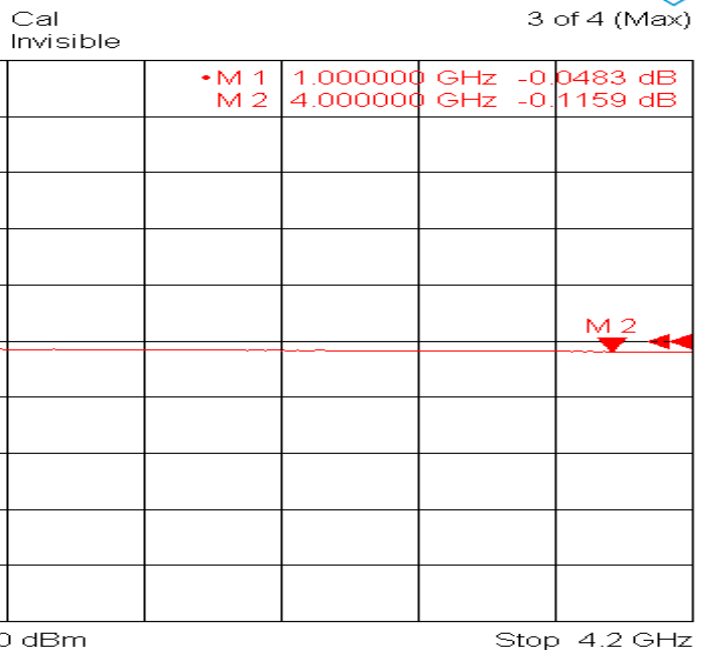 Cal
3 of 4 (Max)
Invisible
•M 1 1.000000 GHz -0.0483 dB
M 2 4.000000 GHz -0.1159 dB
M 2
0 dBm
Stop 4.2 GHz